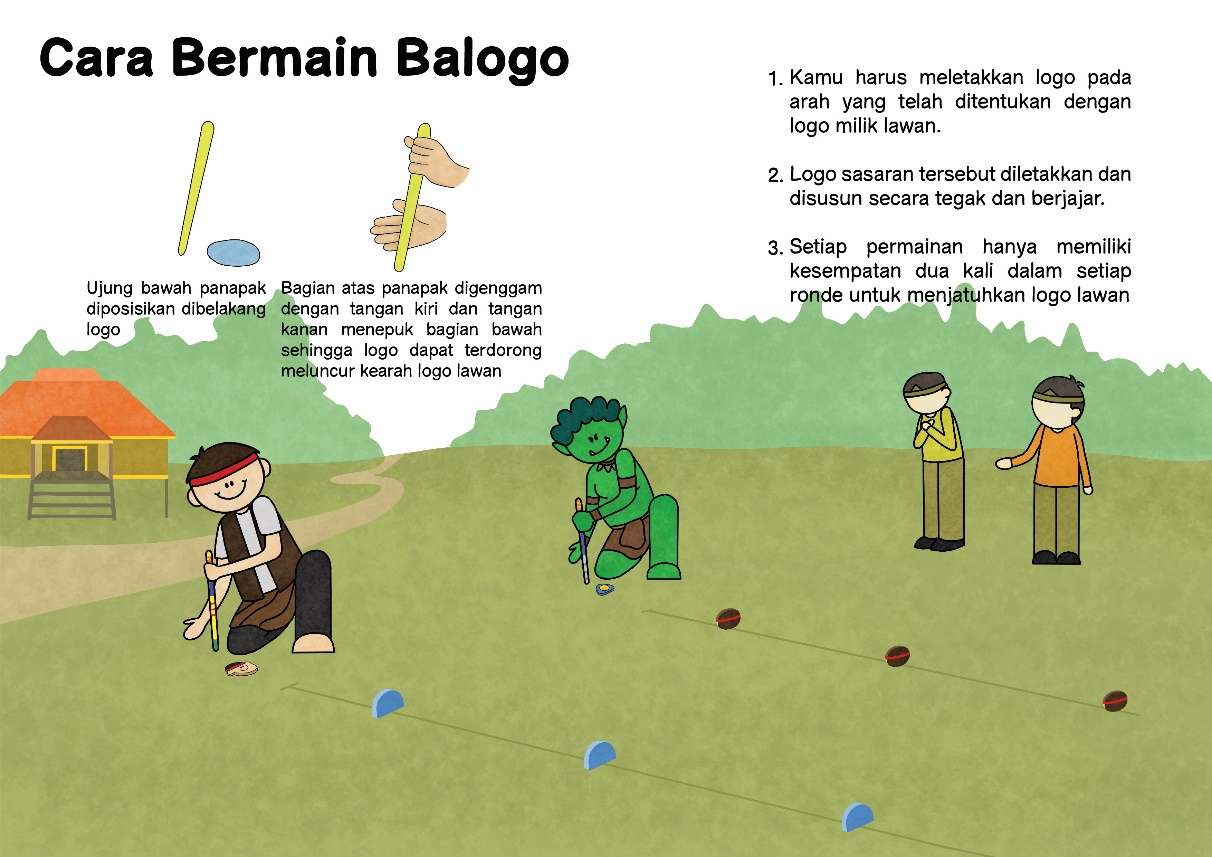 Cara Bermain Balogo
Ujung bawah panapak
diposisikan dibelakang
logo
Bagian atas panapak digenggam
dengan tangan kiri dan tangan
kanan menepuk bagian bawah
sehingga logo dapat terdorong
meluncur kearah logo lawan
1. Kamu harus meletakkan logo pada
arah yang telah ditentukan dengan
logo milik lawan.
2. Logo sasaran tersebut diletakkan dan
disusun secara tegak dan berjajar.
3. Setiap permainan hanya memiliki
kesempatan dua kali dalam setiap
ronde untuk menjatuhkan logo lawan